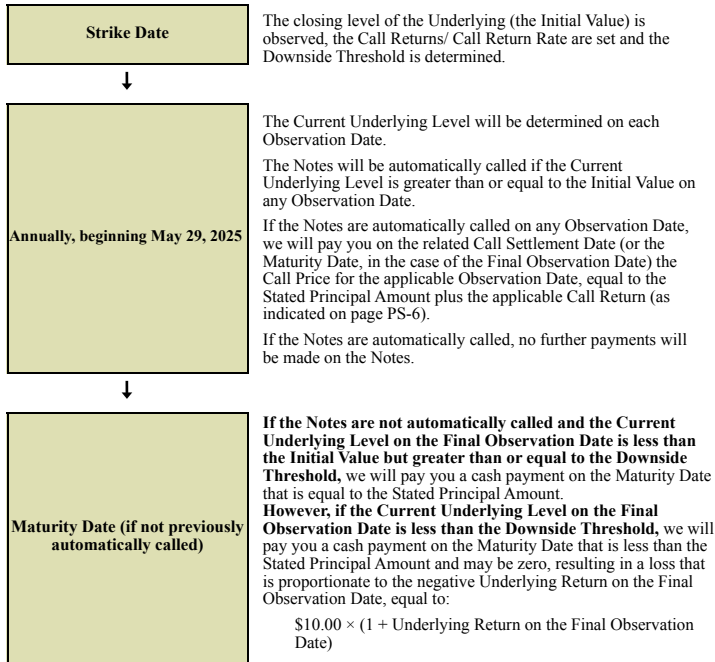 Strike Date
The closing level of the Underlying (the Initial Value) is
observed, the Call Returns/ Call Return Rate are set and the
Downside Threshold is determined.
Annually, beginning May 29, 2025
The Current Underlying Level will be determined on each
Observation Date.
The Notes will be automatically called if the Current
Underlying Level is greater than or equal to the Initial Value on
any Observation Date.
If the Notes are automatically called on any Observation Date,
we will pay you on the related Call Settlement Date (or the
Maturity Date, in the case of the Final Observation Date) the
Call Price for the applicable Observation Date, equal to the
Stated Principal Amount plus the applicable Call Return (as
indicated on page PS-6).
If the Notes are automatically called, no further payments will
be made on the Notes.
Maturity Date (if not previously
automatically called)
If the Notes are not automatically called and the Current
Underlying Level on the Final Observation Date is less than
the Initial Value but greater than or equal to the Downside
Threshold, we will pay you a cash payment on the Maturity Date
that is equal to the Stated Principal Amount.
However, if the Current Underlying Level on the Final
Observation Date is less than the Downside Threshold, we will
pay you a cash payment on the Maturity Date that is less than the
Stated Principal Amount and may be zero, resulting in a loss that
is proportionate to the negative Underlying Return on the Final
Observation Date, equal to:
$10.00 × (1 + Underlying Return on the Final Observation
Date)